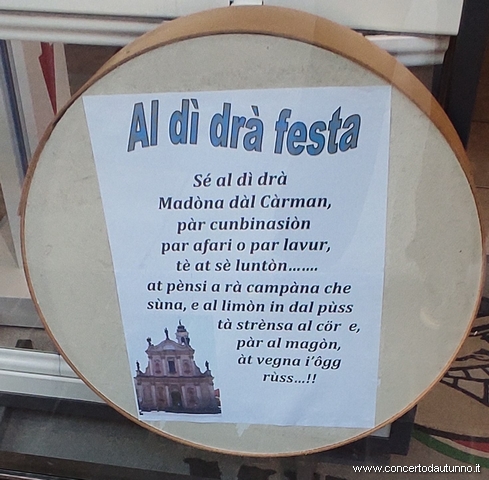 Al dì drà festa
Sé al dì drà
Madòna dàl Càrman,
pàr cunbinasiòn
par afari o par lavur,
tè at sè luntòn.......
at pènsi a rà campàna che
sùna, e al limòn in dal pùss
tà strènsa al cör e,
pàr al magòn,
àt vegna i'ôgg
rùss...!!
www.concertodautunno.it